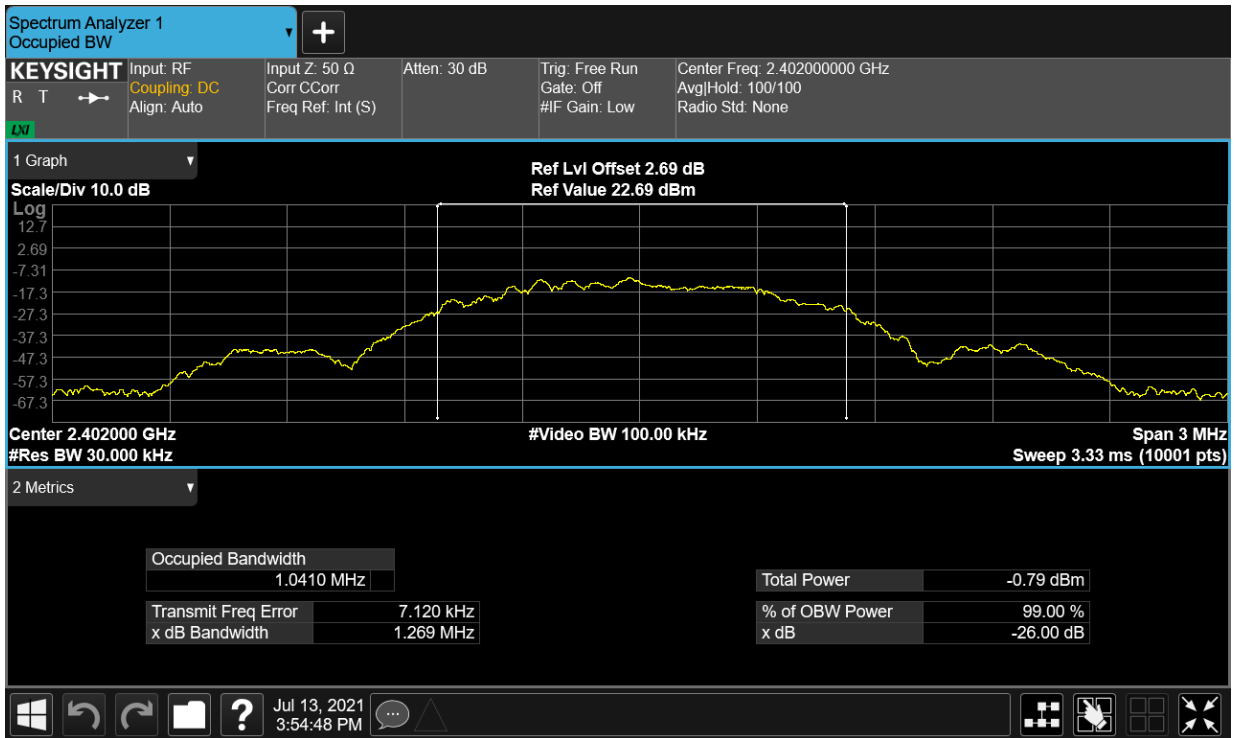 Spectrum Analyzer 1
Occupied BW
▼
+
KEYSIGHT
R T
LXI
Input: RF
Coupling: DC
Align: Auto
Input Z: 50 Ω
Corr CCorr
Freq Ref: Int (S)
Atten: 30 dB
Trig: Free Run
Gate: Off
#IF Gain: Low
Center Freq: 2.402000000 GHz
Avg|Hold: 100/100
Radio Std: None
1 Graph ▼
Scale/Div 10.0 dB
Ref Lvl Offset 2.69 dB
Ref Value 22.69 dBm
Log
12.7
2.69
-7.31
-17.3
-27.3
-37.3
-47.3
-57.3
-67.3
Center 2.402000 GHz
#Res BW 30.000 kHz
#Video BW 100.00 kHz
Span 3 MHz
Sweep 3.33 ms (10001 pts)
2 Metrics ▼
Occupied Bandwidth
1.0410 MHz
Transmit Freq Error 7.120 kHz
x dB Bandwidth 1.269 MHz
Total Power -0.79 dBm
% of OBW Power 99.00 %
x dB -26.00 dB
?
Jul 13, 2021
3:54:48 PM